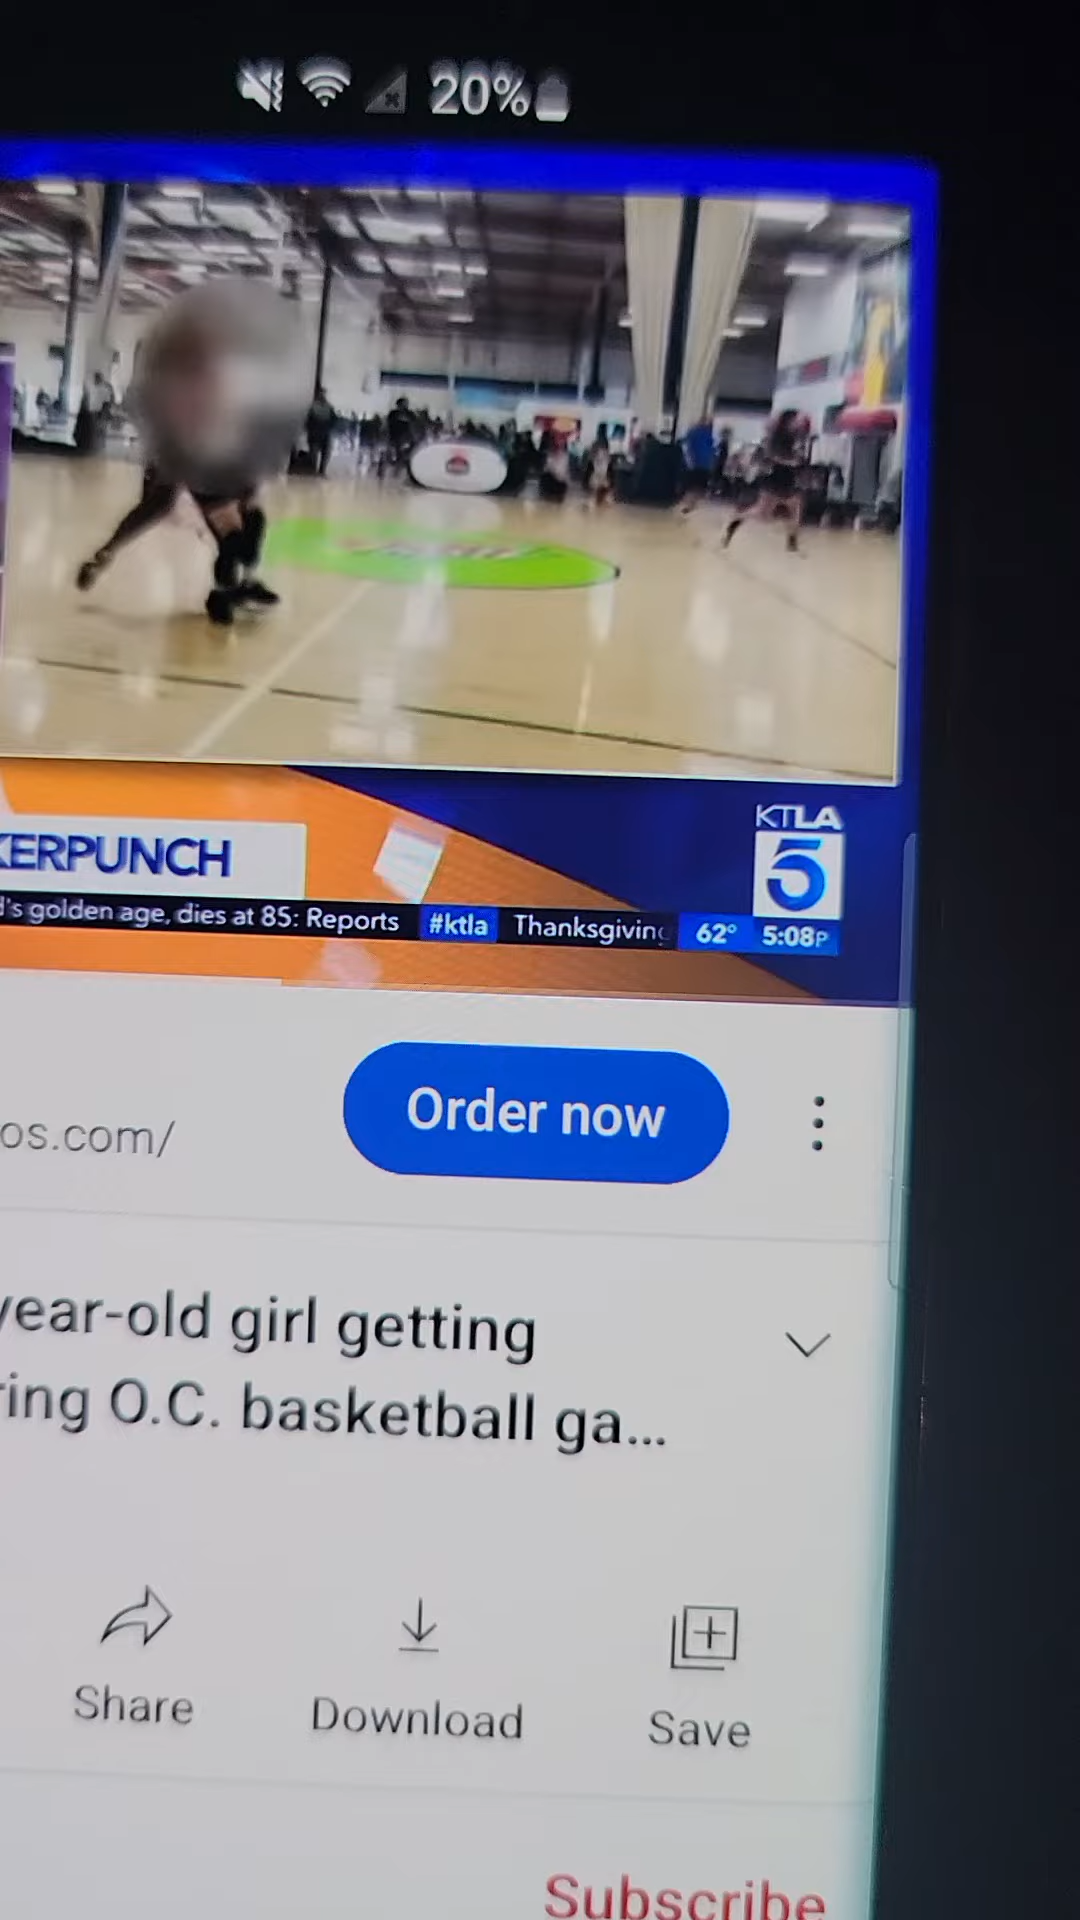 20%
KERPUNCH
KTLA
5
d's golden age, dies at 85: Reports #ktla Thanksgiving 62° 5:08P
os.com/
Order now
year-old girl getting
ring O.C. basketball ga...
Share Download Save
Subscribe